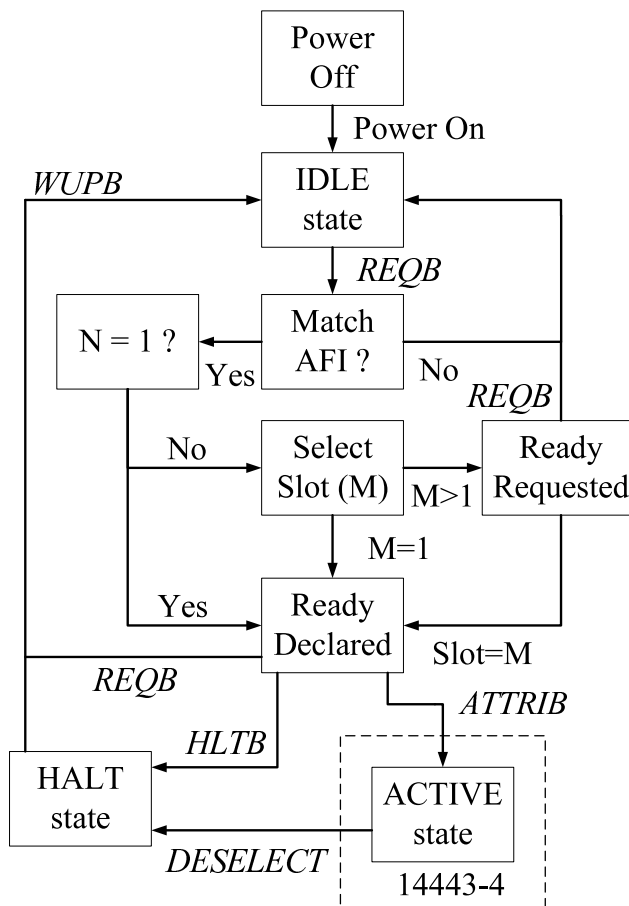 Power
Off
Power On
WUPB
IDLE
state
REQB
N = 1 ?
Match
AFI ?
Yes
No
REQB
No
Select
Slot (M)
M>1
Ready
Requested
M=1
Yes
Ready
Declared
Slot=M
REQB
ATTRIB
HLTB
HALT
state
ACTIVE
state
DESELECT
14443-4